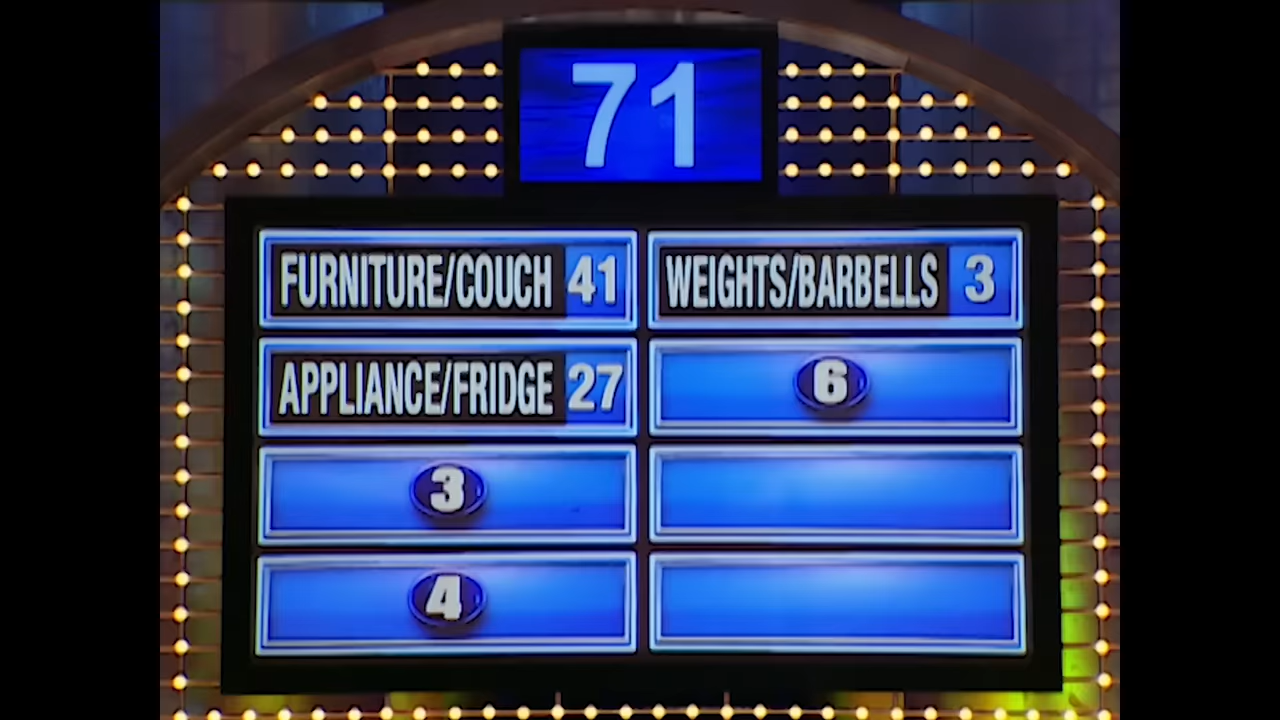 71
FURNITURE/COUCH 41
APPLIANCE/FRIDGE 27
3
4
WEIGHTS/BARBELLS 3
6